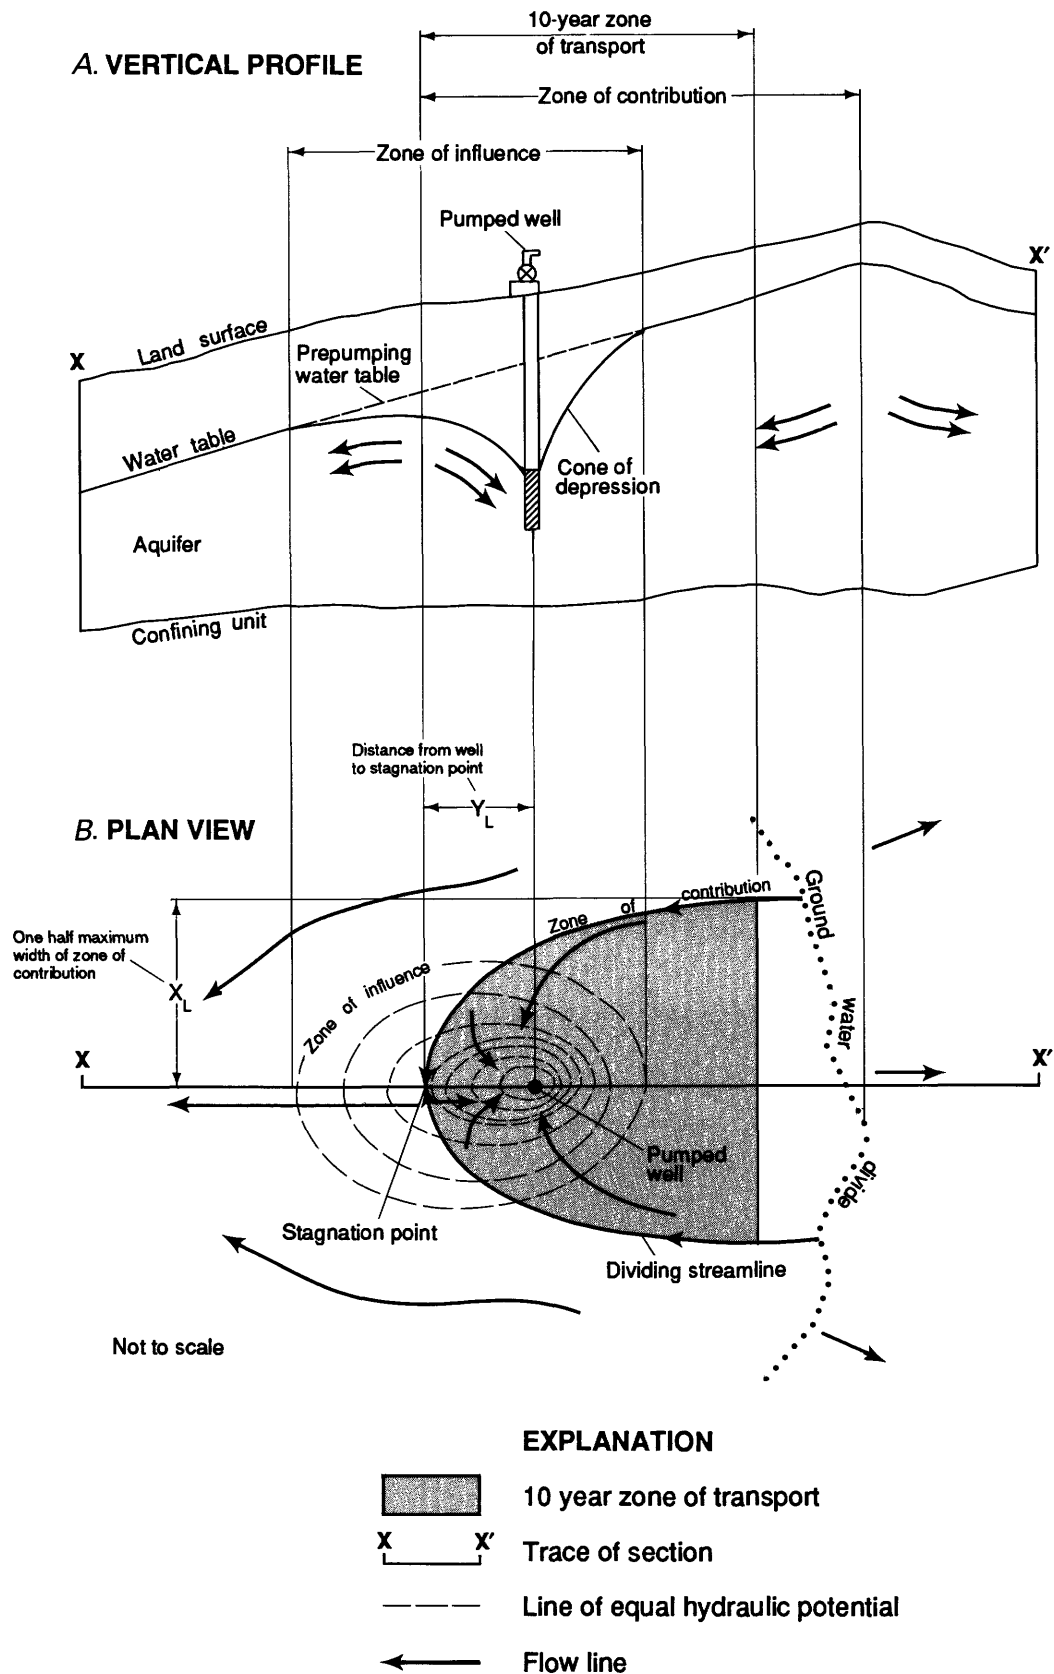 10-year zone
of transport
A. VERTICAL PROFILE
Zone of contribution
Zone of influence
Pumped well
X′
Land surface
X
Prepumping
water table
Water table
Cone of
depression
Aquifer
Confining unit
Distance from well
to stagnation point
Y_L
B. PLAN VIEW
Zone of contribution
Ground water divide
One half maximum
width of zone of
contribution
X_L
Zone of influence
X
X′
Pumped
well
Stagnation point
Dividing streamline
Not to scale
EXPLANATION
10 year zone of transport
X X′
Trace of section
Line of equal hydraulic potential
Flow line